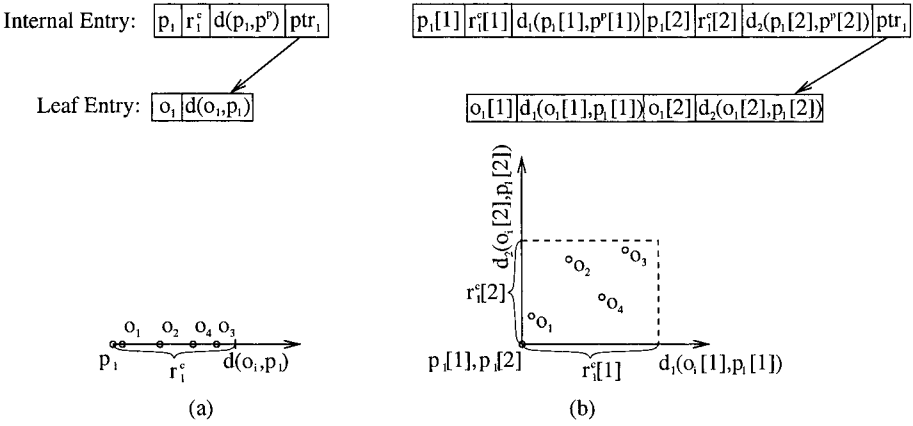 Internal Entry: p₁ r₁ᶜ d(p₁,pᵖ) ptr₁
p₁[1] r₁ᶜ[1] d₁(p₁[1],pᵖ[1]) p₁[2] r₁ᶜ[2] d₂(p₁[2],pᵖ[2]) ptr₁
Leaf Entry: o₁ d(o₁,p₁)
o₁[1] d₁(o₁[1],p₁[1]) o₁[2] d₂(o₁[2],p₁[2])
o₁ o₂ o₄ o₃
p₁ d(oᵢ,p₁)
r₁ᶜ
(a)
d₂(oᵢ[2],p₁[2])
o₃
o₂
r₁ᶜ[2]
o₄
o₁
p₁[1],p₁[2] d₁(oᵢ[1],p₁[1])
r₁ᶜ[1]
(b)